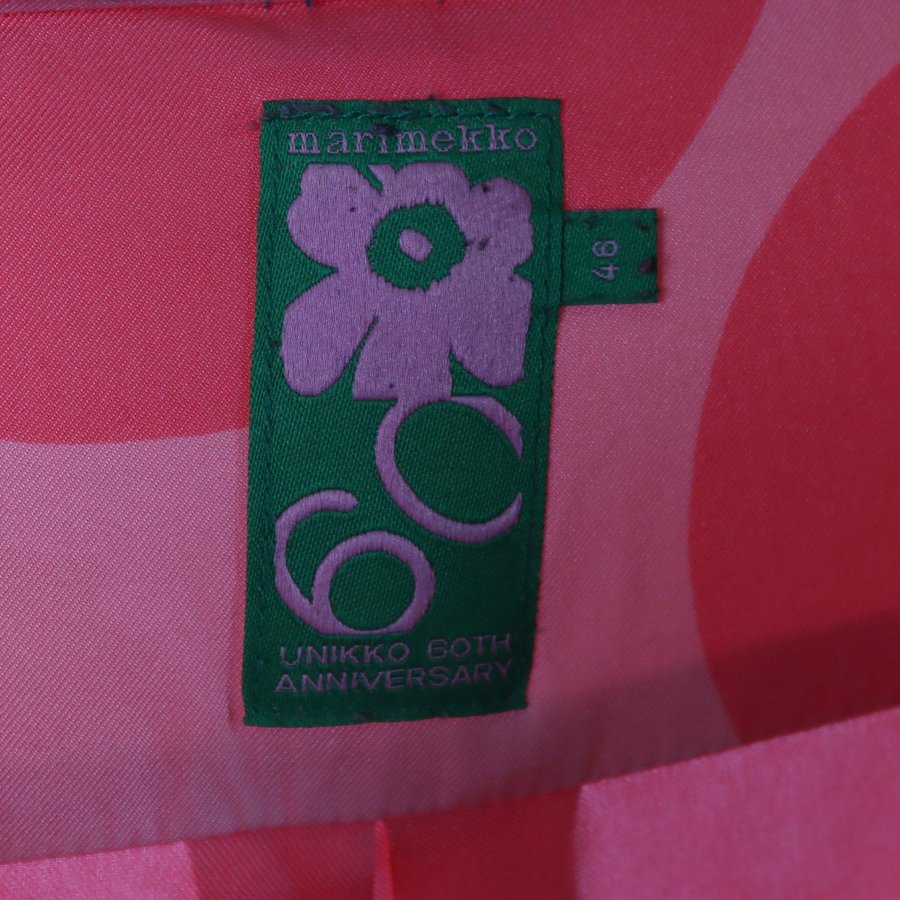 marimekko
46
60
UNIKKO 60TH
ANNIVERSARY